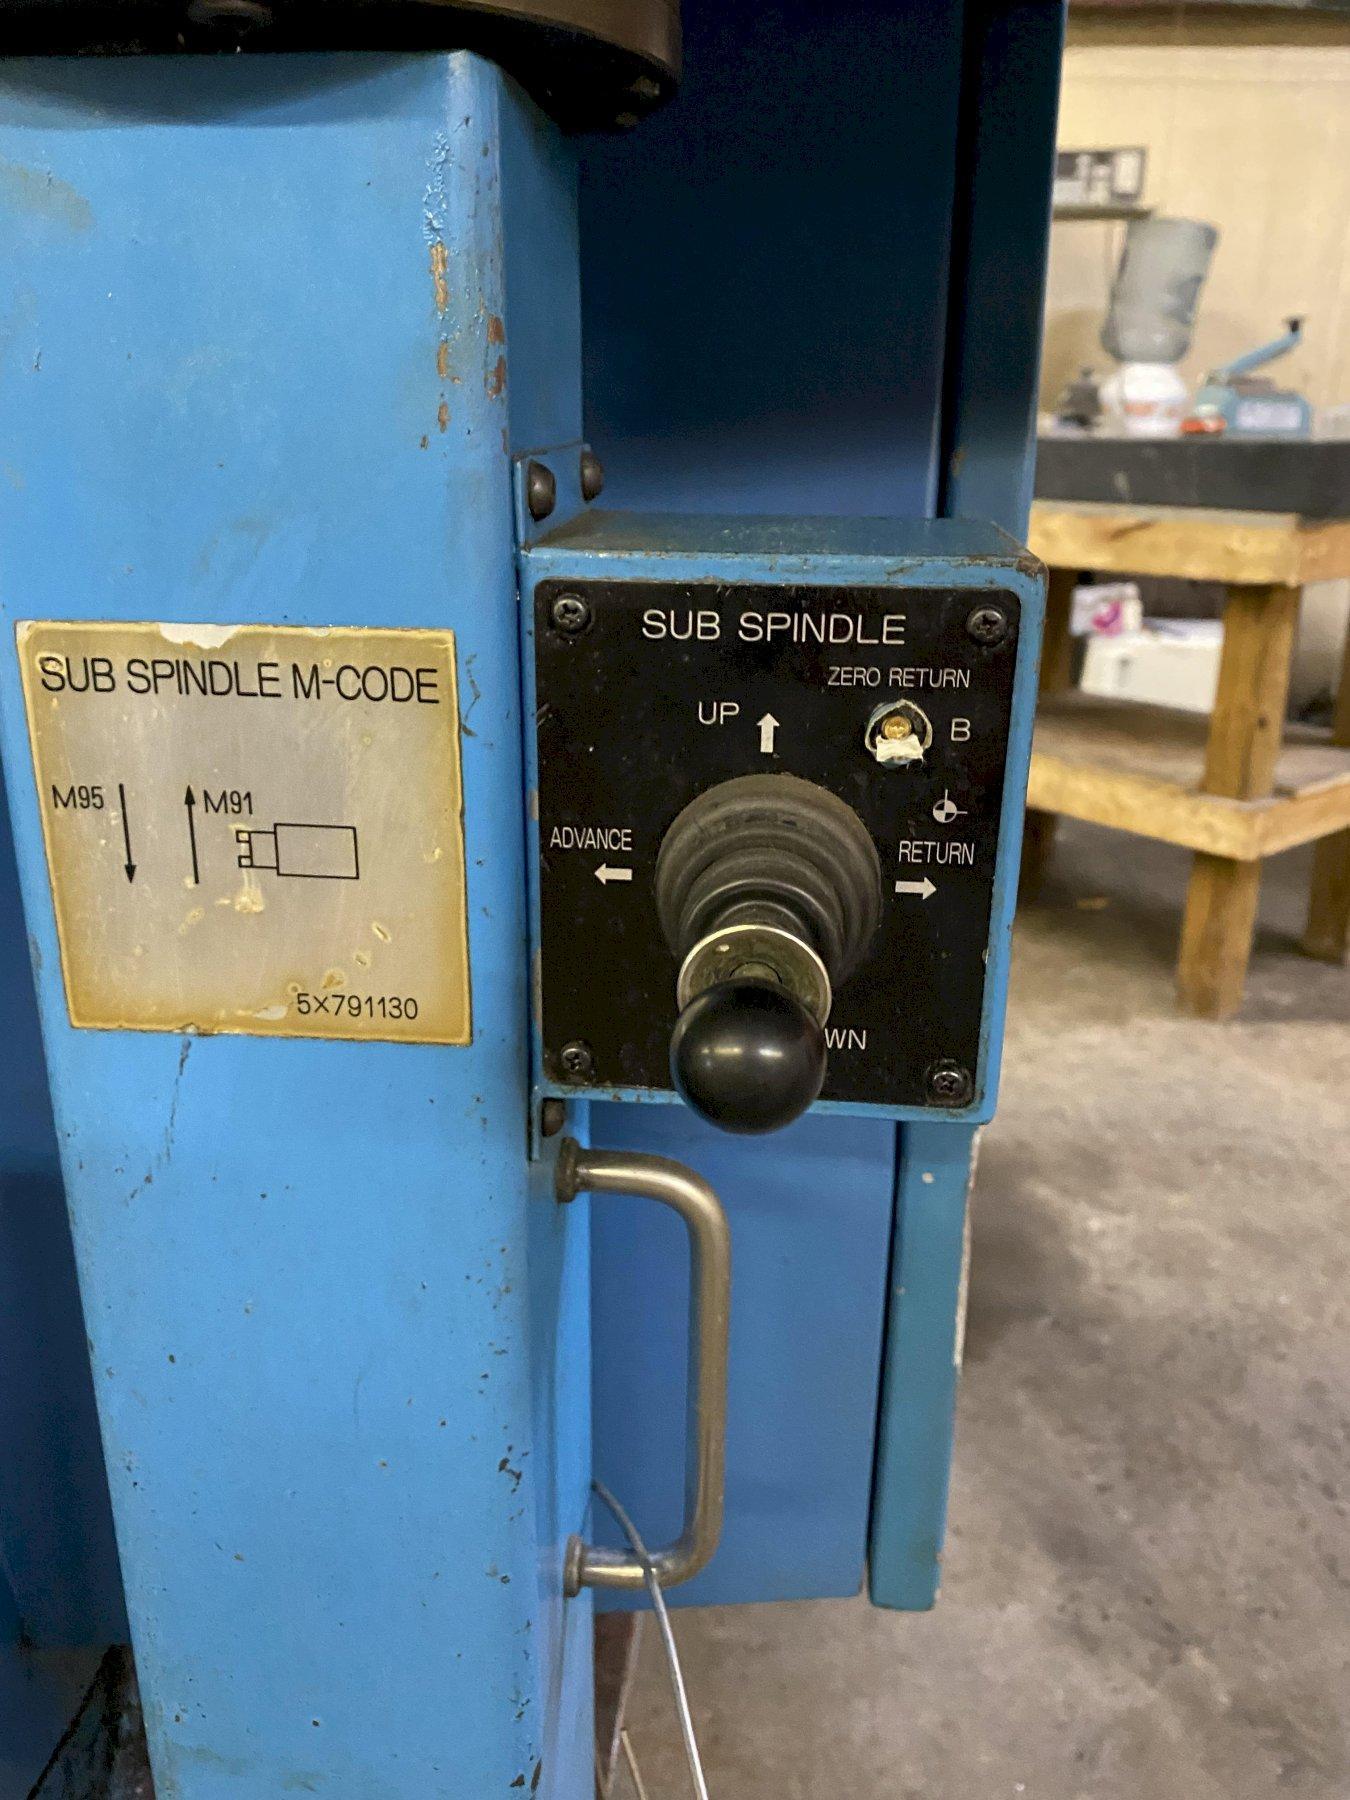 SUB SPINDLE M-CODE
M95
M91
5×791130
SUB SPINDLE
ZERO RETURN
UP
B
ADVANCE
RETURN
WN